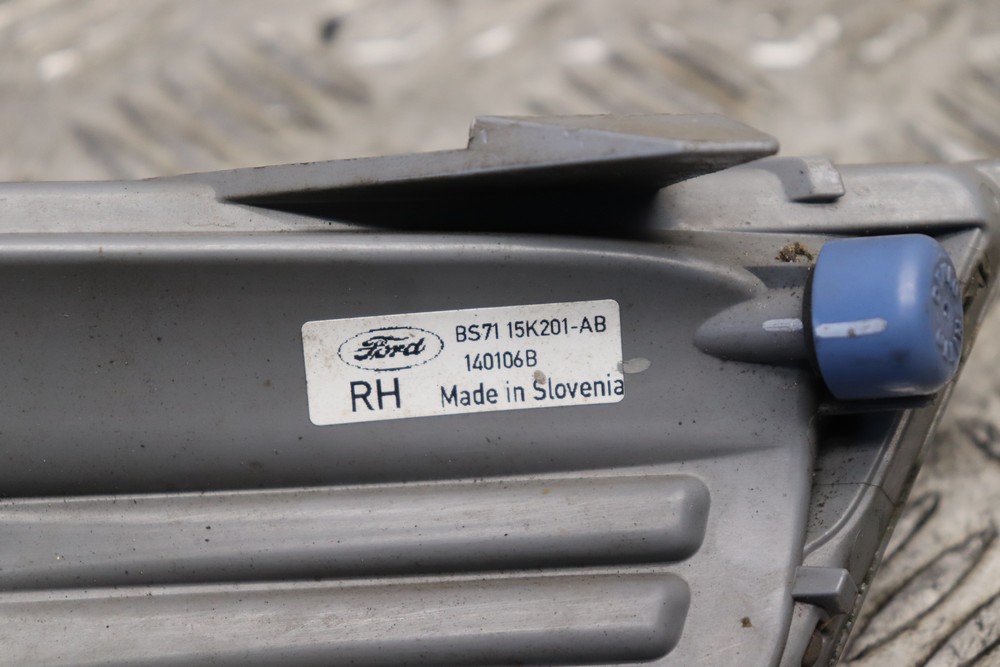 Ford
BS71 15K201-AB
140106B
RH
Made in Slovenia